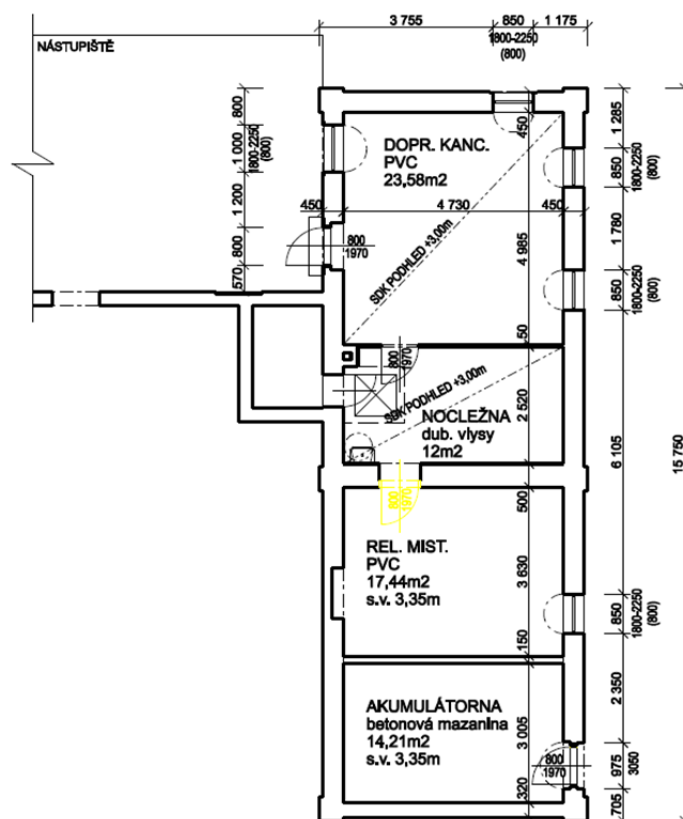 3 755
850
1 175
1800-2250
(800)
NÁSTUPIŠTĚ
800
1 000
1800-2250
(800)
1 200
800
570
450
DOPR. KANC.
PVC
23,58m2
450
4 730
450
800
1970
SDK PODHLED +3,00m
4 985
1 285
850
1800-2250
(800)
1 780
850
1800-2250
(800)
50
800
1970
SDK PODHLED +3,00m
NOCLEŽNA
dub. vlysy
12m2
2 520
6 105
15 750
800
1970
500
REL. MIST.
PVC
17,44m2
s.v. 3,35m
3 630
850
1800-2250
(800)
150
2 350
AKUMULÁTORNA
betonová mazanina
14,21m2
s.v. 3,35m
3 005
800
1970
975
3050
320
705